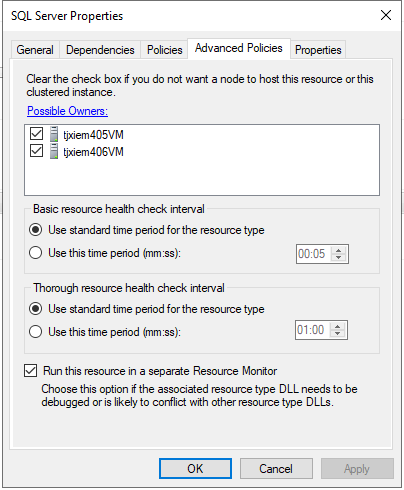 SQL Server Properties
General Dependencies Policies Advanced Policies Properties
Clear the check box if you do not want a node to host this resource or this
clustered instance.
Possible Owners:
tjxiem405VM
tjxiem406VM
Basic resource health check interval
Use standard time period for the resource type
Use this time period (mm:ss): 00:05
Thorough resource health check interval
Use standard time period for the resource type
Use this time period (mm:ss): 01:00
Run this resource in a separate Resource Monitor
Choose this option if the associated resource type DLL needs to be
debugged or is likely to conflict with other resource type DLLs.
OK Cancel Apply